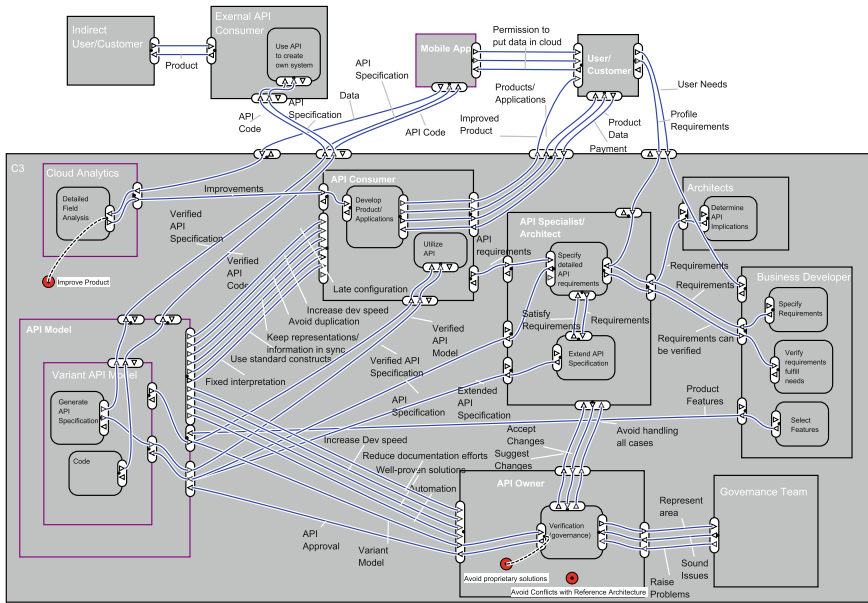 Indirect
User/Customer
Product
Exernal API
Consumer
Use API
to create
own system
API
Code
API
Specification
Data
API
Specification
Mobile App
API Code
Permission to
put data in cloud
User/
Customer
Products/
Applications
Improved
Product
Product
Data
Payment
User Needs
Profile
Requirements
C3
Cloud Analytics
Detailed
Field
Analysis
Improve Product
Improvements
Verified
API
Specification
Verified
API
Code
API Consumer
Develop
Product/
Applications
Utilize
API
Late configuration
Increase dev speed
Avoid duplication
Keep representations/
information in sync
Use standard constructs
Fixed interpretation
API
requirements
Verified
API
Model
Verified API
Specification
API
Specification
Extended
API
Specification
API Specialist/
Architect
Specify
detailed
API
requirements
Satisfy
Requirements
Requirements
Extend API
Specification
Architects
Determine
API
Implications
Requirements
Requirements
Requirements can
be verified
Business Developer
Specify
Requirements
Verify
requirements
fulfill
needs
Select
Features
Product
Features
API Model
Variant API Model
Generate
API
Specification
Code
Increase Dev speed
Reduce documentation efforts
Well-proven solutions
Automation
API
Approval
Variant
Model
Accept
Changes
Suggest
Changes
Avoid handling
all cases
API Owner
Verification
(governance)
Avoid proprietary solutions
Avoid Conflicts with Reference Architecture
Represent
area
Sound
Issues
Raise
Problems
Governance Team